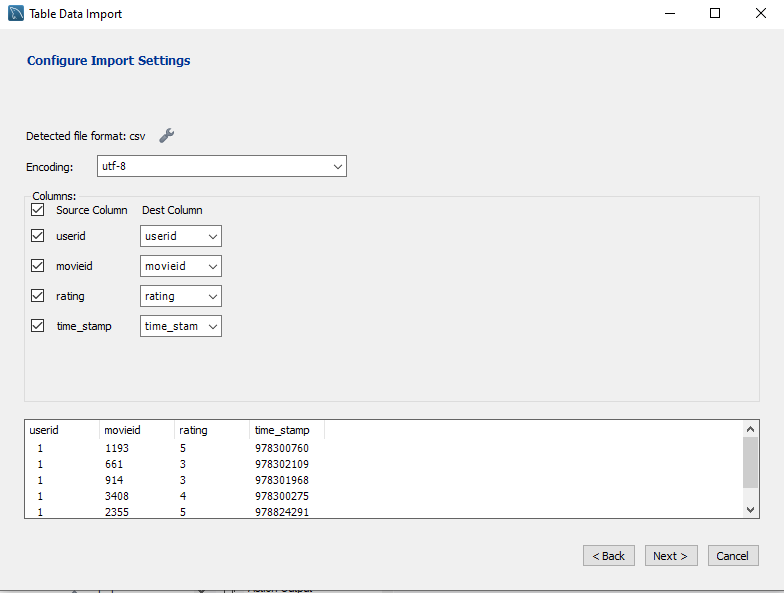 Table Data Import
Configure Import Settings
Detected file format: csv
Encoding: utf-8
Columns:
Source Column Dest Column
userid userid
movieid movieid
rating rating
time_stamp time_stam
userid movieid rating time_stamp
1 1193 5 978300760
1 661 3 978302109
1 914 3 978301968
1 3408 4 978300275
1 2355 5 978824291
< Back Next > Cancel
Action Output